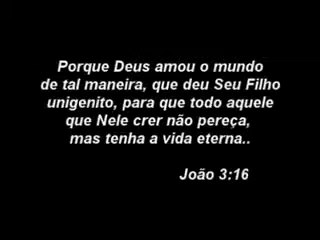 Porque Deus amou o mundo
de tal maneira, que deu Seu Filho
unigenito, para que todo aquele
que Nele crer não pereça,
mas tenha a vida eterna..
João 3:16